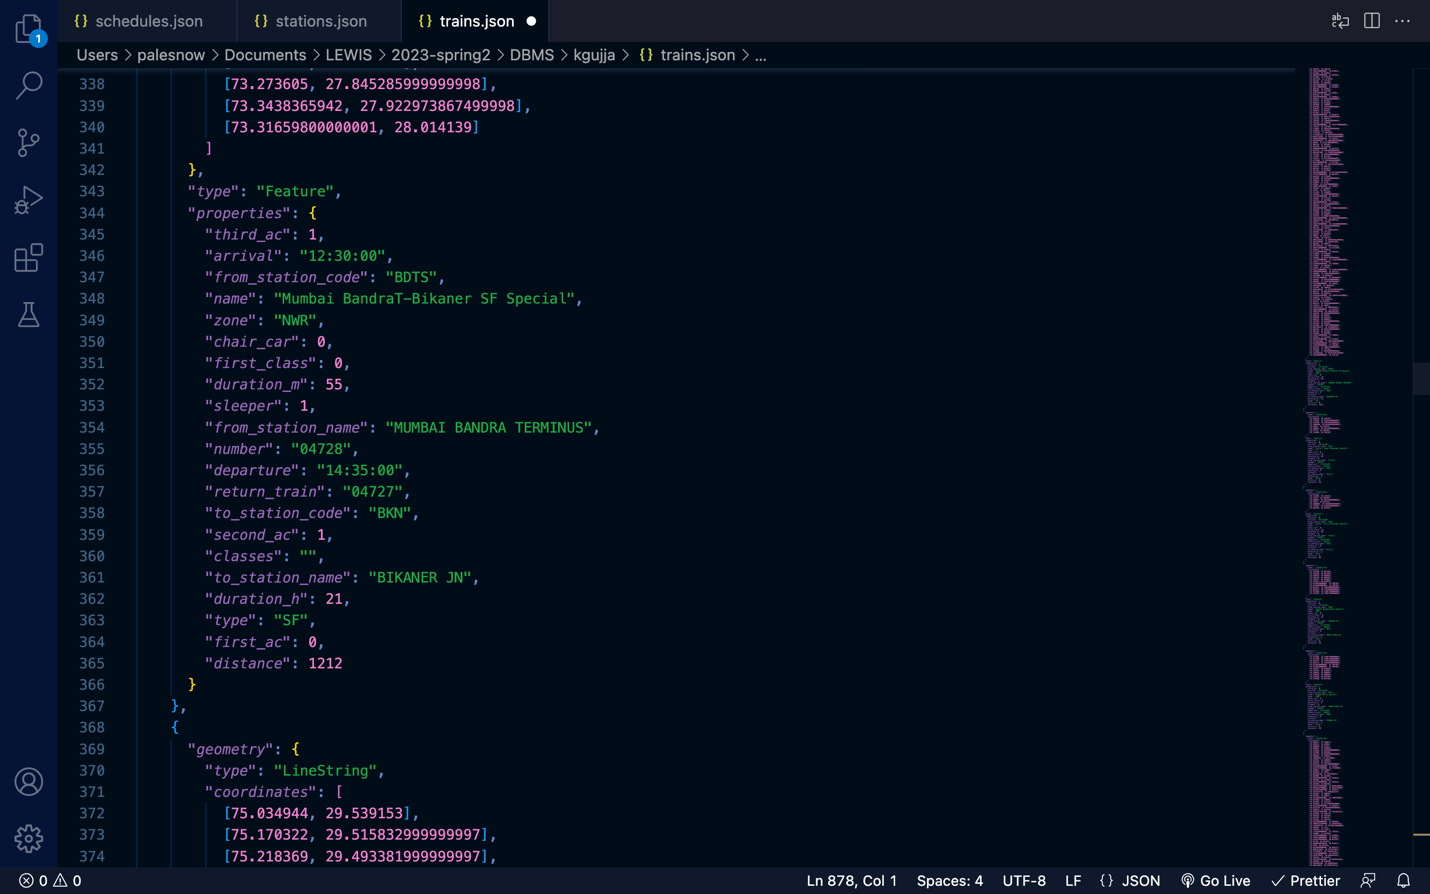 {} schedules.json {} stations.json {} trains.json
1
Users > palesnow > Documents > LEWIS > 2023-spring2 > DBMS > kgujja > {} trains.json > ...
338 [73.273605, 27.845285999999998],
339 [73.3438365942, 27.922973867499998],
340 [73.31659800000001, 28.014139]
341 ]
342 },
343 "type": "Feature",
344 "properties": {
345 "third_ac": 1,
346 "arrival": "12:30:00",
347 "from_station_code": "BDTS",
348 "name": "Mumbai BandraT-Bikaner SF Special",
349 "zone": "NWR",
350 "chair_car": 0,
351 "first_class": 0,
352 "duration_m": 55,
353 "sleeper": 1,
354 "from_station_name": "MUMBAI BANDRA TERMINUS",
355 "number": "04728",
356 "departure": "14:35:00",
357 "return_train": "04727",
358 "to_station_code": "BKN",
359 "second_ac": 1,
360 "classes": "",
361 "to_station_name": "BIKANER JN",
362 "duration_h": 21,
363 "type": "SF",
364 "first_ac": 0,
365 "distance": 1212
366 }
367 },
368 {
369 "geometry": {
370 "type": "LineString",
371 "coordinates": [
372 [75.034944, 29.539153],
373 [75.170322, 29.515832999999997],
374 [75.218369, 29.493381999999997],
0 0 Ln 878, Col 1 Spaces: 4 UTF-8 LF {} JSON Go Live Prettier